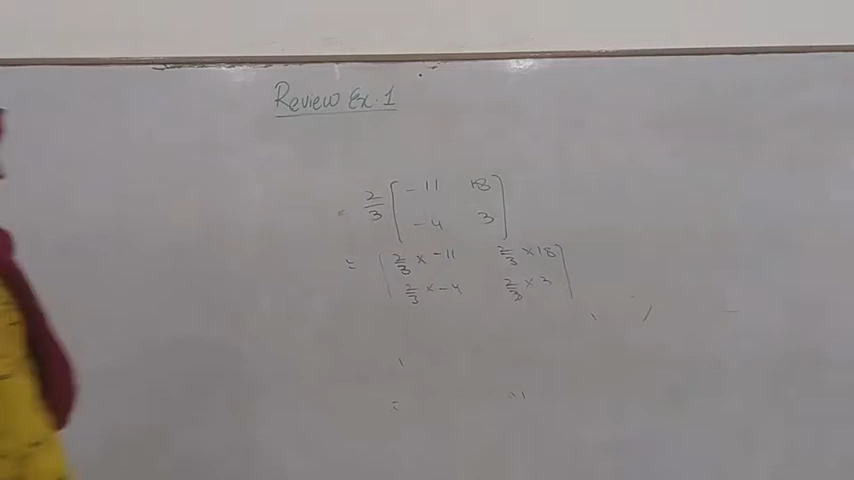 Review Ex. 1
= 2/3 [ -11 18
-4 3 ]
= [ 2/3 × -11 2/3 × 18
2/3 × -4 2/3 × 3 ]
=